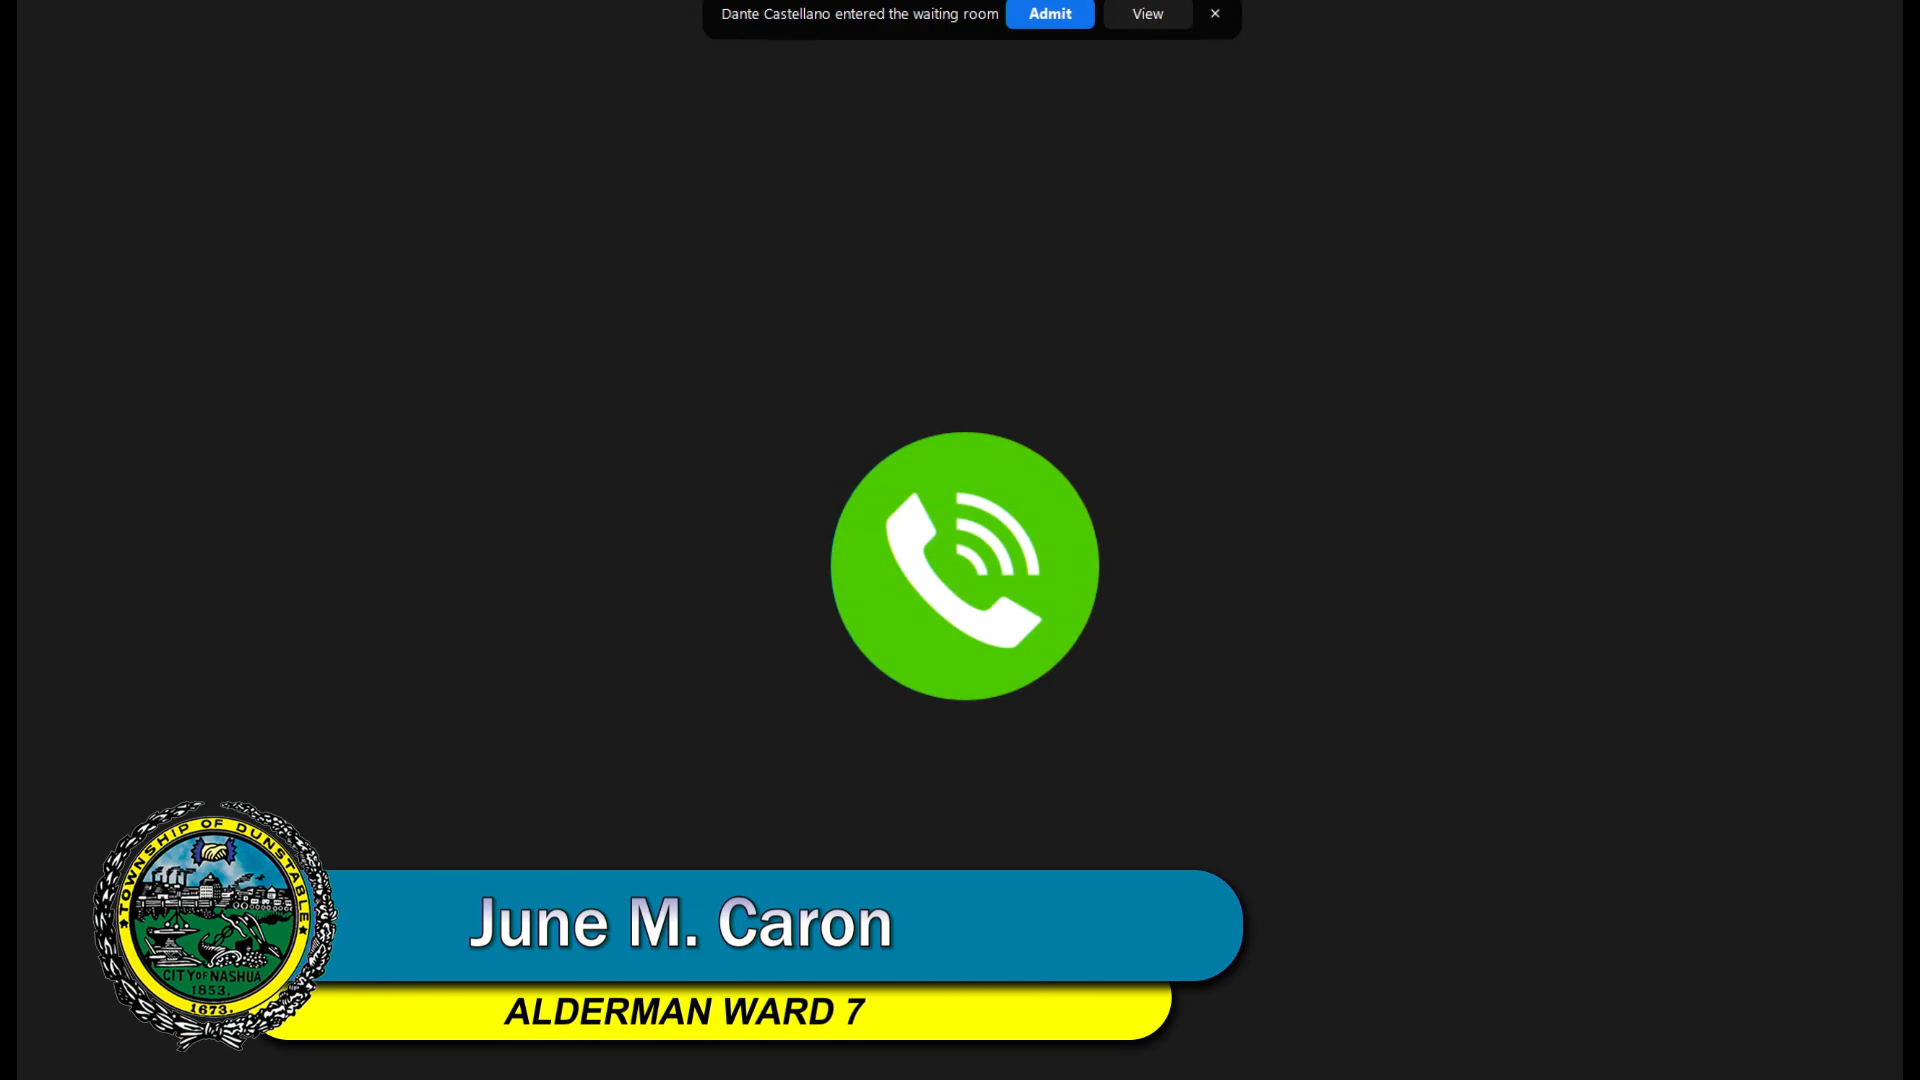 Dante Castellano entered the waiting room Admit View ×
June M. Caron
ALDERMAN WARD 7
TOWNSHIP OF DUNSTABLE
CITY OF NASHUA
1853.
1673.